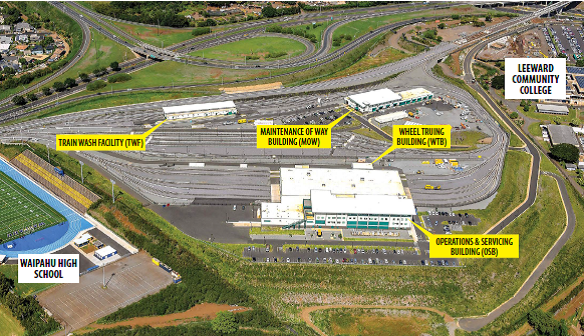 LEEWARD
COMMUNITY
COLLEGE
TRAIN WASH FACILITY (TWF)
MAINTENANCE OF WAY
BUILDING (MOW)
WHEEL TRUING
BUILDING (WTB)
OPERATIONS & SERVICING
BUILDING (OSB)
WAIPAHU HIGH
SCHOOL